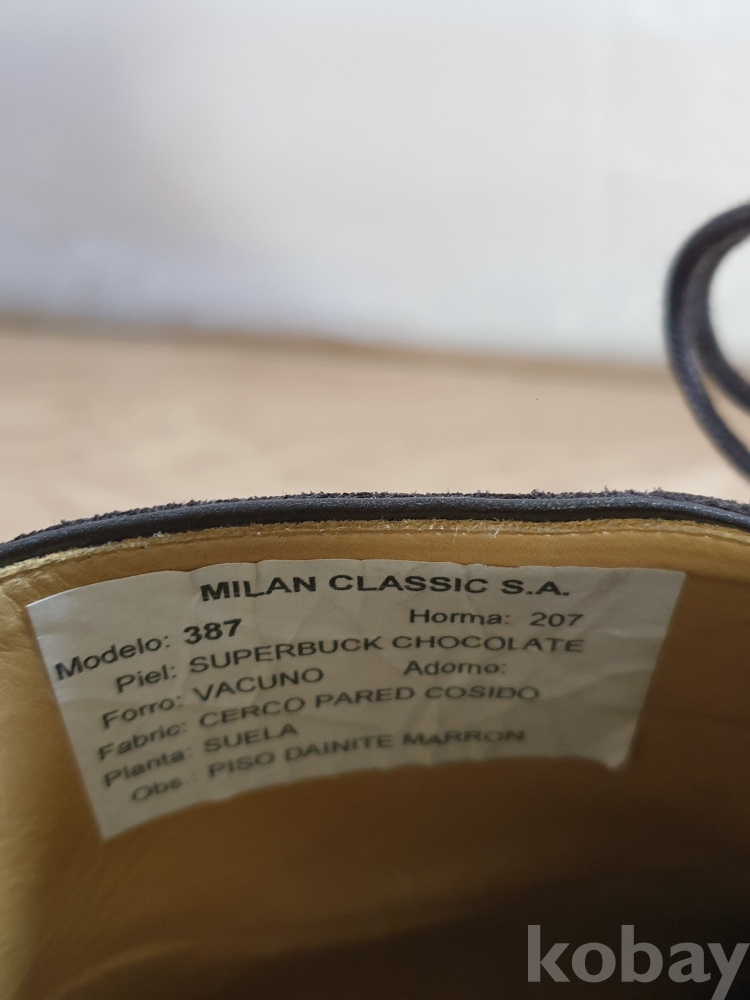 MILAN CLASSIC S.A.
Modelo: 387 Horma: 207
Piel: SUPERBUCK CHOCOLATE
Forro: VACUNO Adorno:
Fabric: CERCO PARED COSIDO
Planta: SUELA
Obs.: PISO DAINITE MARRON
kobay